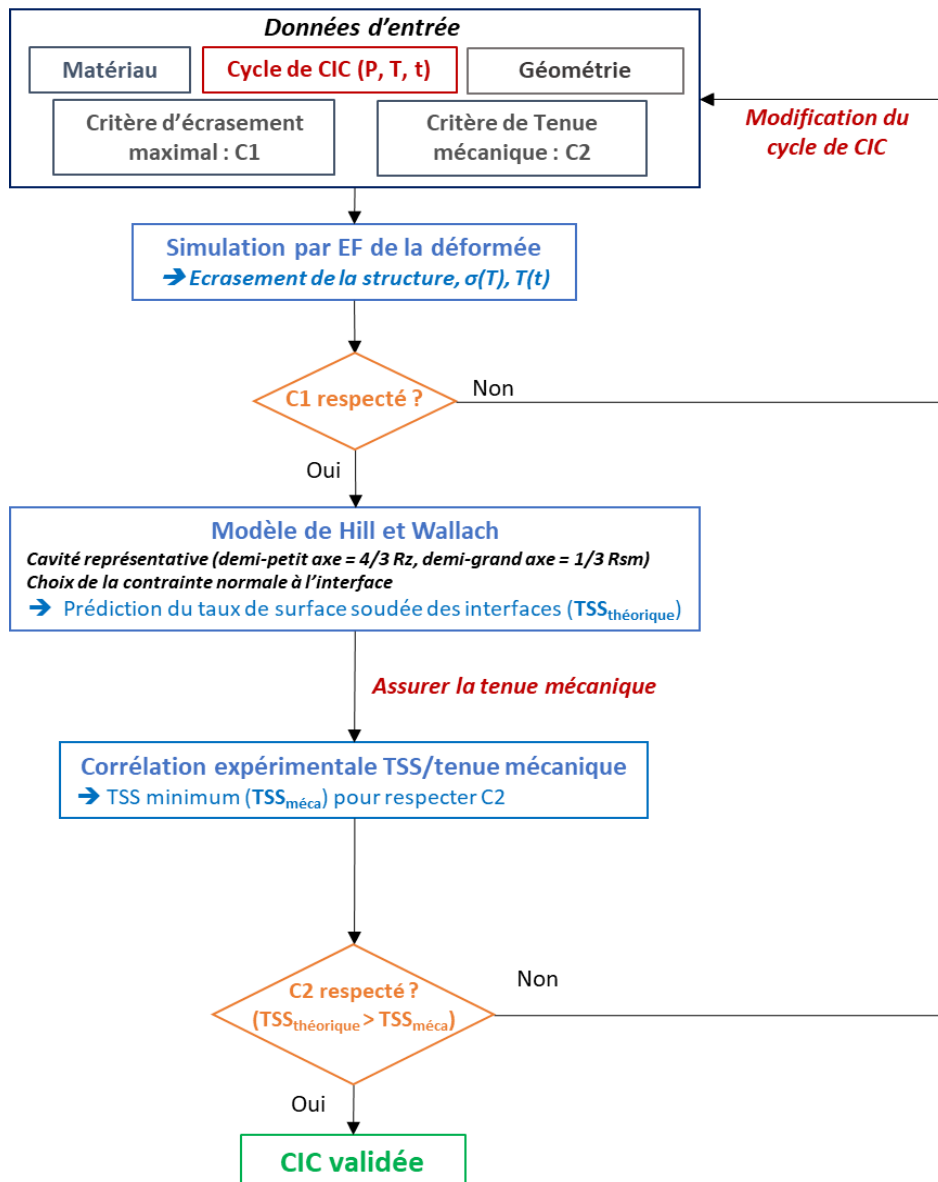 Données d'entrée
Matériau
Cycle de CIC (P, T, t)
Géométrie
Critère d'écrasement
maximal : C1
Critère de Tenue
mécanique : C2
Modification du
cycle de CIC
Simulation par EF de la déformée
➔ Ecrasement de la structure, σ(T), T(t)
C1 respecté ?
Non
Oui
Modèle de Hill et Wallach
Cavité représentative (demi-petit axe = 4/3 Rz, demi-grand axe = 1/3 Rsm)
Choix de la contrainte normale à l'interface
➔ Prédiction du taux de surface soudée des interfaces (TSSthéorique)
Assurer la tenue mécanique
Corrélation expérimentale TSS/tenue mécanique
➔ TSS minimum (TSSméca) pour respecter C2
C2 respecté ?
(TSSthéorique > TSSméca)
Non
Oui
CIC validée